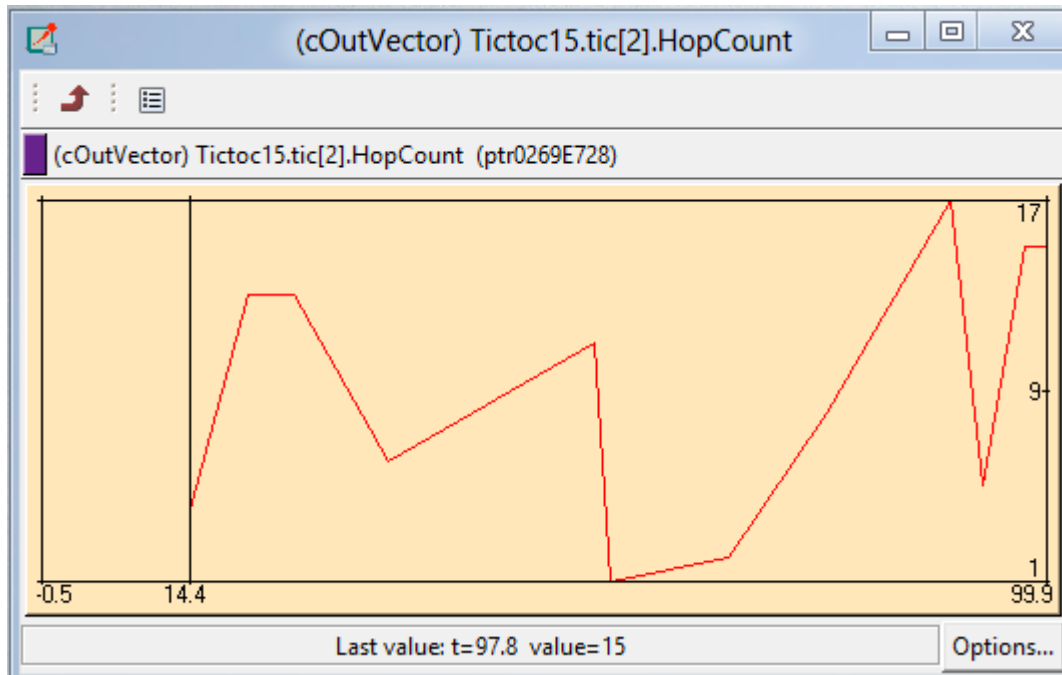 (cOutVector) Tictoc15.tic[2].HopCount
(cOutVector) Tictoc15.tic[2].HopCount (ptr0269E728)
17
9
1
-0.5 14.4 99.9
Last value: t=97.8 value=15 Options...